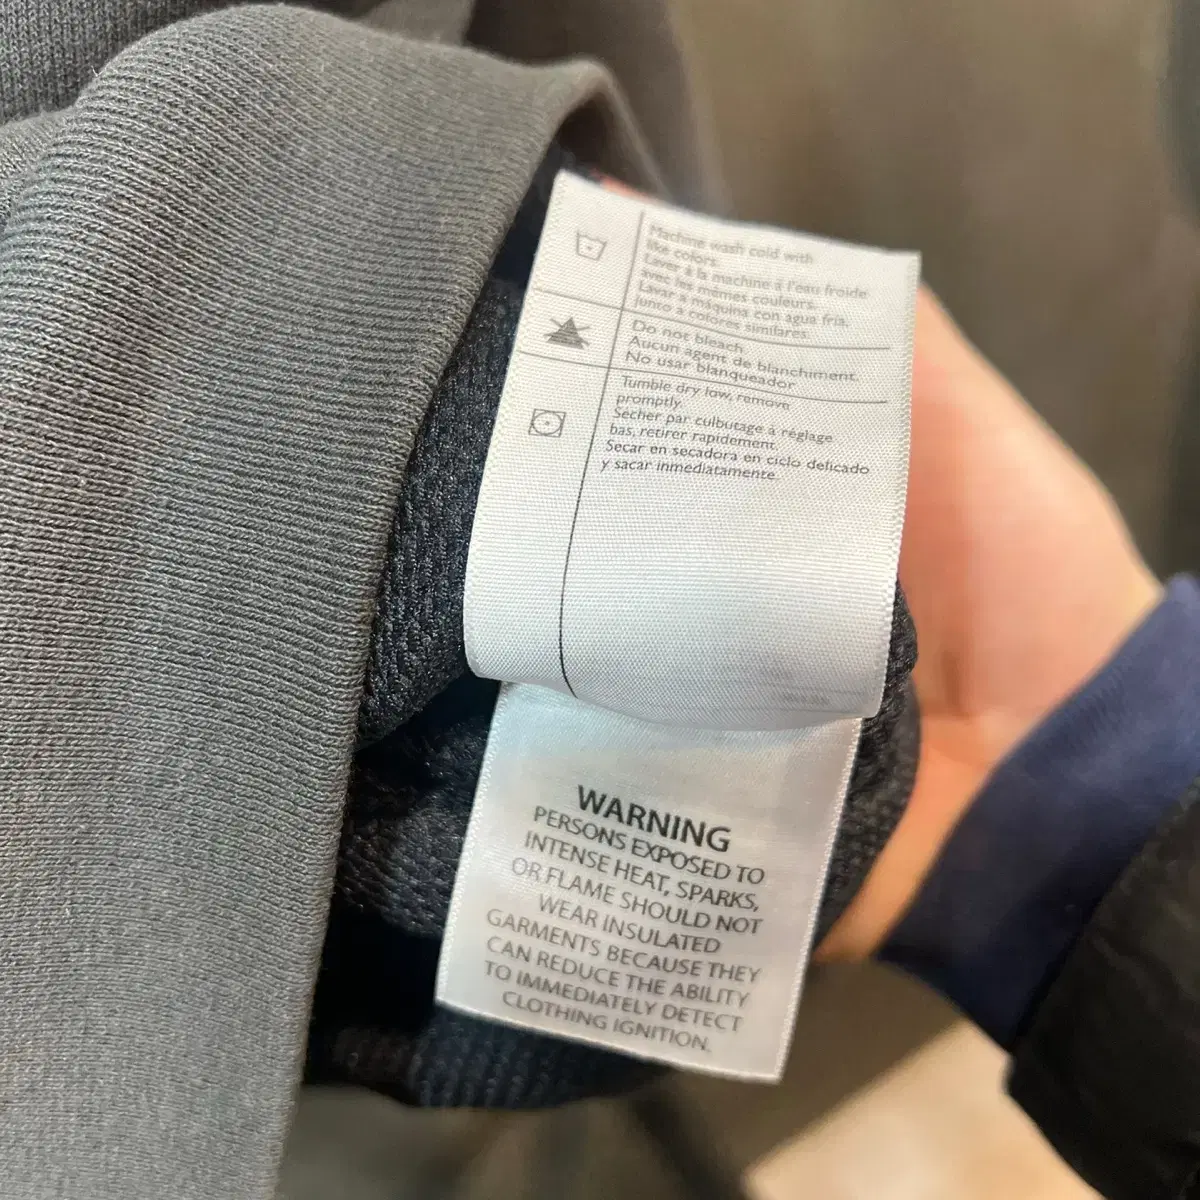 Machine wash cold with
like colors.
Laver à la machine à l'eau froide
avec les mêmes couleurs.
Lavar a máquina con agua fria,
junto a colores similares.
Do not bleach.
Aucun agent de blanchiment.
No usar blanqueador
Tumble dry low, remove
promptly.
Secher par culbutage à réglage
bas, retirer rapidement.
Secar en secadora en ciclo delicado
y sacar inmediatamente.
WARNING
PERSONS EXPOSED TO
INTENSE HEAT, SPARKS,
OR FLAME SHOULD NOT
WEAR INSULATED
GARMENTS BECAUSE THEY
CAN REDUCE THE ABILITY
TO IMMEDIATELY DETECT
CLOTHING IGNITION.